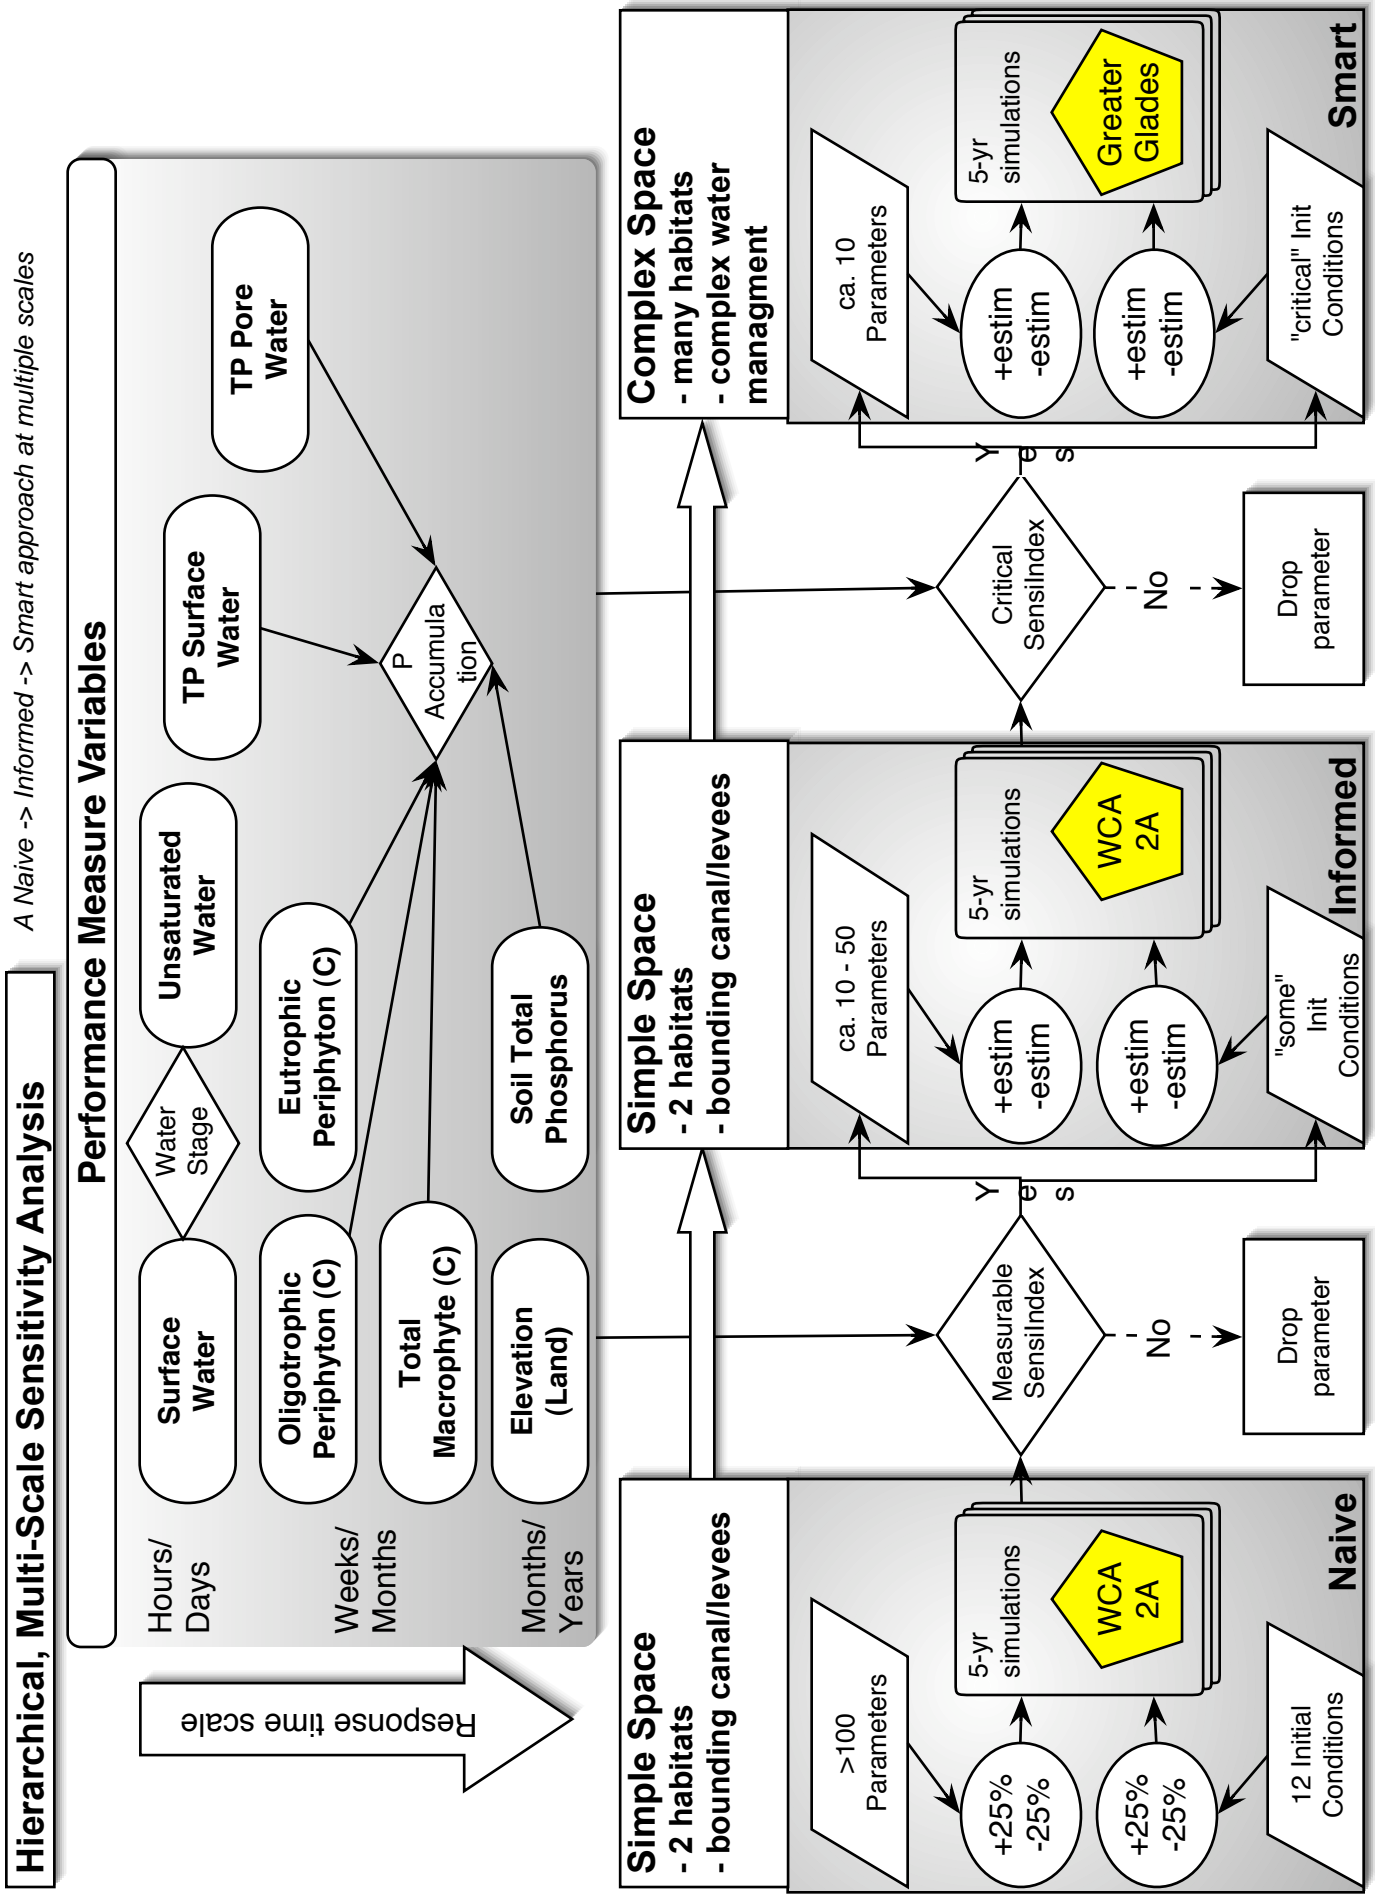 Hierarchical, Multi-Scale Sensitivity Analysis
A Naive -> Informed -> Smart approach at multiple scales
Performance Measure Variables
Response time scale
Hours/
Days
Surface
Water
Water
Stage
Unsaturated
Water
TP Surface
Water
TP Pore
Water
Weeks/
Months
Oligotrophic
Periphyton (C)
Eutrophic
Periphyton (C)
Total
Macrophyte (C)
P
Accumula
tion
Months/
Years
Elevation
(Land)
Soil Total
Phosphorus
Simple Space
- 2 habitats
- bounding canal/levees
>100
Parameters
+25%
-25%
+25%
-25%
12 Initial
Conditions
5-yr
simulations
WCA
2A
Naive
Measurable
SensiIndex
Y
e
s
No
Drop
parameter
Simple Space
- 2 habitats
- bounding canal/levees
ca. 10 - 50
Parameters
+estim
-estim
+estim
-estim
"some"
Init
Conditions
5-yr
simulations
WCA
2A
Informed
Critical
SensiIndex
Y
e
s
No
Drop
parameter
Complex Space
- many habitats
- complex water
managment
ca. 10
Parameters
+estim
-estim
+estim
-estim
"critical" Init
Conditions
5-yr
simulations
Greater
Glades
Smart